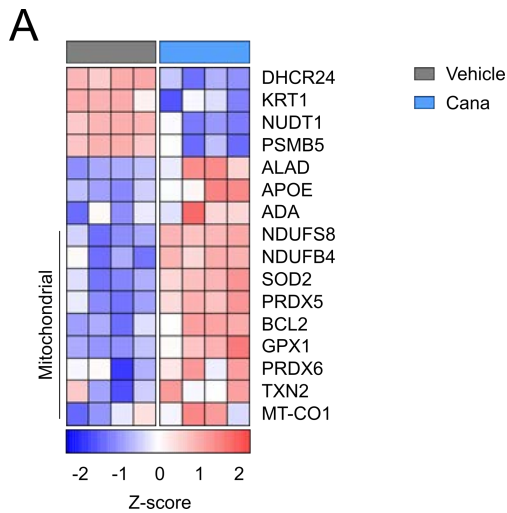 A
Vehicle
Cana
DHCR24
KRT1
NUDT1
PSMB5
ALAD
APOE
ADA
NDUFS8
NDUFB4
SOD2
PRDX5
BCL2
GPX1
PRDX6
TXN2
MT-CO1
Mitochondrial
-2 -1 0 1 2
Z-score